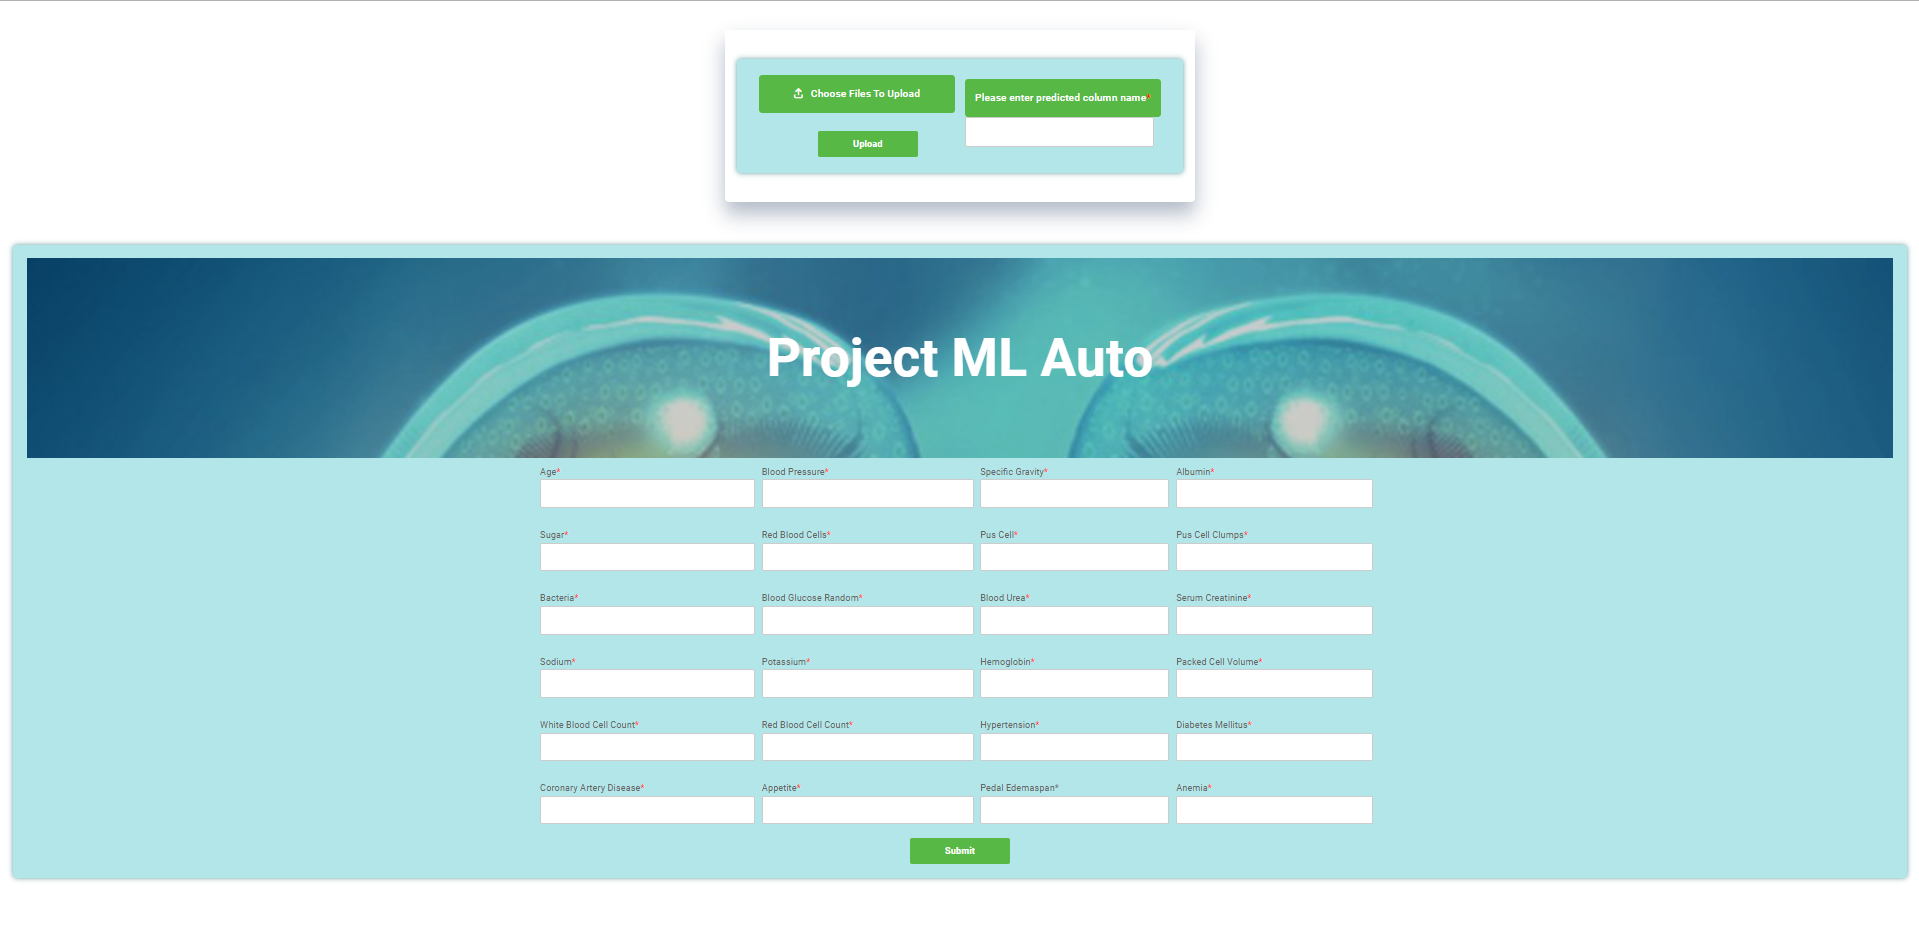 Choose Files To Upload
Please enter predicted column name*
Upload
Project ML Auto
Age* Blood Pressure* Specific Gravity* Albumin*
Sugar* Red Blood Cells* Pus Cell* Pus Cell Clumps*
Bacteria* Blood Glucose Random* Blood Urea* Serum Creatinine*
Sodium* Potassium* Hemoglobin* Packed Cell Volume*
White Blood Cell Count* Red Blood Cell Count* Hypertension* Diabetes Mellitus*
Coronary Artery Disease* Appetite* Pedal Edemaspan* Anemia*
Submit